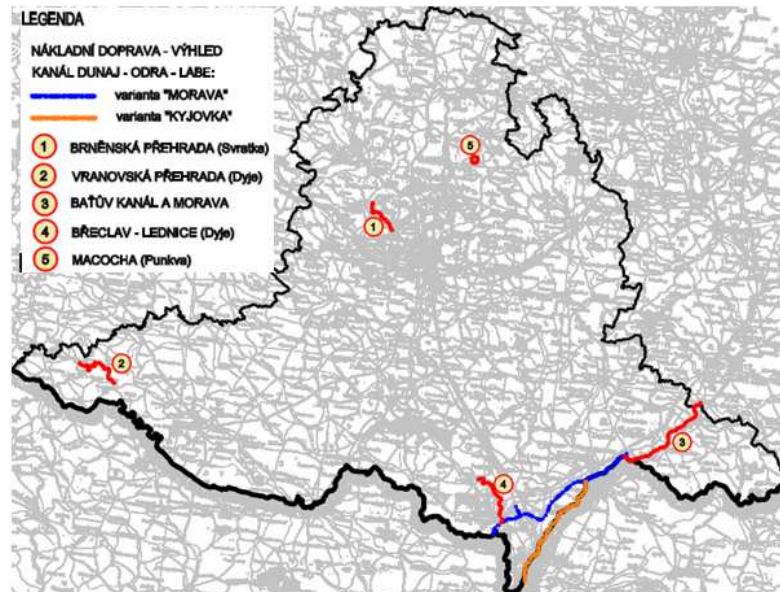 LEGENDA
NÁKLADNÍ DOPRAVA - VÝHLED
KANÁL DUNAJ - ODRA - LABE:
varianta "MORAVA"
varianta "KYJOVKA"
1 BRNĚNSKÁ PŘEHRADA (Svratka)
2 VRANOVSKÁ PŘEHRADA (Dyje)
3 BAŤŮV KANÁL A MORAVA
4 BŘECLAV - LEDNICE (Dyje)
5 MACOCHA (Punkva)
5
1
2
3
4